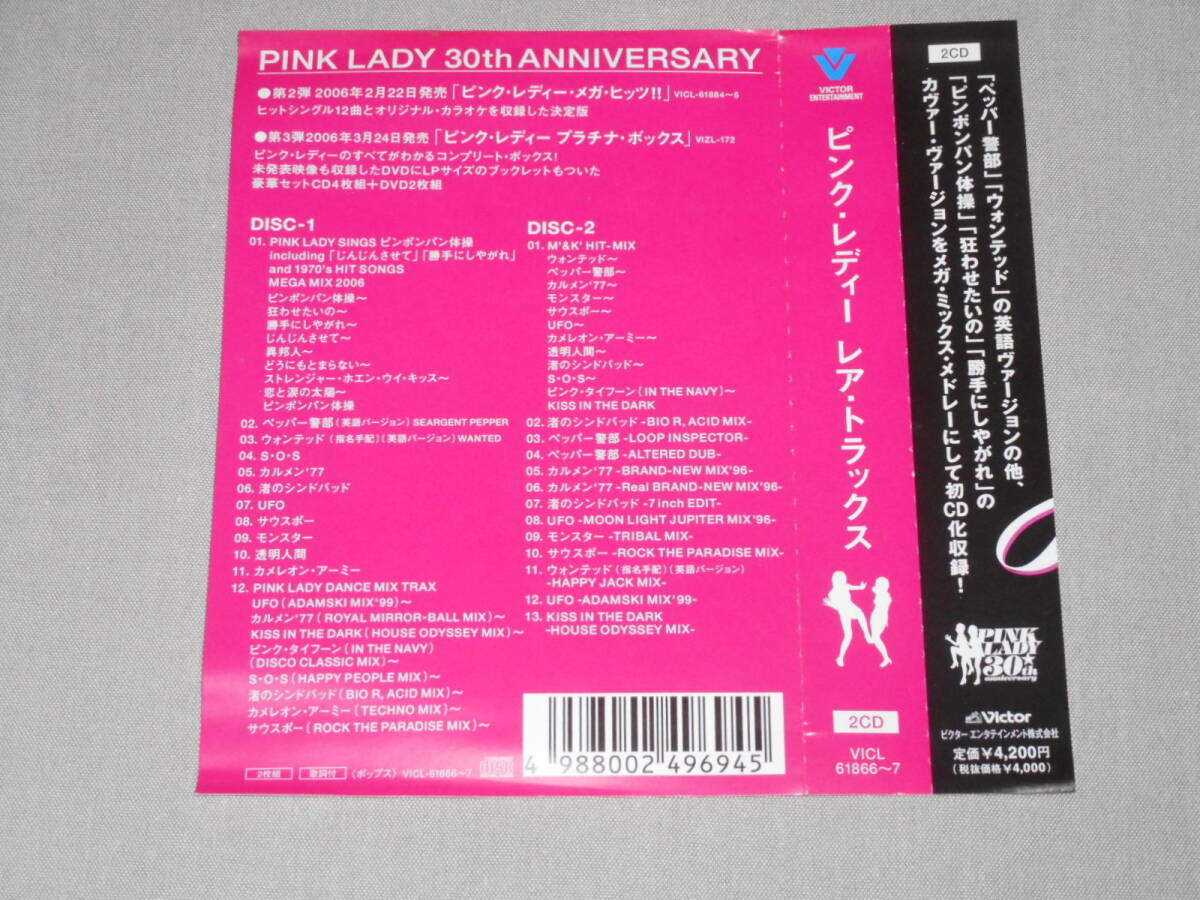 PINK LADY 30th ANNIVERSARY
●第2弾 2006年2月22日発売「ピンク・レディー・メガ・ヒッツ!!」VICL-61884〜5
ヒットシングル12曲とオリジナル・カラオケを収録した決定版
●第3弾2006年3月24日発売「ピンク・レディー プラチナ・ボックス」VIZL-172
ピンク・レディーのすべてがわかるコンプリート・ボックス!
未発表映像も収録したDVDにLPサイズのブックレットもついた
豪華セットCD4枚組+DVD2枚組
DISC-1
01. PINK LADY SINGS ピンポンパン体操
including「じんじんさせて」「勝手にしやがれ」
and 1970's HIT SONGS
MEGA MIX 2006
ピンポンパン体操〜
狂わせたいの〜
勝手にしやがれ〜
じんじんさせて〜
異邦人〜
どうにもとまらない〜
ストレンジャー・ホエン・ウイ・キッス〜
恋と涙の太陽〜
ピンポンパン体操
02. ペッパー警部(英語バージョン)SEARGENT PEPPER
03. ウォンテッド(指名手配)(英語バージョン)WANTED
04. S・O・S
05. カルメン'77
06. 渚のシンドバッド
07. UFO
08. サウスポー
09. モンスター
10. 透明人間
11. カメレオン・アーミー
12. PINK LADY DANCE MIX TRAX
UFO(ADAMSKI MIX'99)〜
カルメン'77(ROYAL MIRROR-BALL MIX)〜
KISS IN THE DARK(HOUSE ODYSSEY MIX)〜
ピンク・タイフーン(IN THE NAVY)
(DISCO CLASSIC MIX)〜
S・O・S(HAPPY PEOPLE MIX)〜
渚のシンドバッド(BIO R, ACID MIX)〜
カメレオン・アーミー(TECHNO MIX)〜
サウスポー(ROCK THE PARADISE MIX)〜
DISC-2
01. M'&K' HIT-MIX
ウォンテッド〜
ペッパー警部〜
カルメン'77〜
モンスター〜
サウスポー〜
UFO〜
カメレオン・アーミー〜
透明人間〜
渚のシンドバッド〜
S・O・S〜
ピンク・タイフーン(IN THE NAVY)〜
KISS IN THE DARK
02. 渚のシンドバッド -BIO R, ACID MIX-
03. ペッパー警部 -LOOP INSPECTOR-
04. ペッパー警部 -ALTERED DUB-
05. カルメン'77 -BRAND-NEW MIX'96-
06. カルメン'77 -Real BRAND-NEW MIX'96-
07. 渚のシンドバッド -7 inch EDIT-
08. UFO -MOON LIGHT JUPITER MIX'96-
09. モンスター -TRIBAL MIX-
10. サウスポー -ROCK THE PARADISE MIX-
11. ウォンテッド(指名手配)(英語バージョン)
-HAPPY JACK MIX-
12. UFO -ADAMSKI MIX'99-
13. KISS IN THE DARK
-HOUSE ODYSSEY MIX-
2枚組 歌詞付 〈ポップス〉 VICL-61866〜7
4 988002 496945
VICTOR
ENTERTAINMENT
ピンク・レディー レア・トラックス
2CD
VICL
61866〜7
2CD
「ペッパー警部」「ウォンテッド」の英語ヴァージョンの他、
「ピンポンパン体操」「狂わせたいの」「勝手にしやがれ」の
カヴァー・ヴァージョンをメガ・ミックス・メドレーにして初CD化収録!
PINK
LADY
30th
anniversary
Victor
ビクターエンタテインメント株式会社
定価¥4,200円
(税抜価格¥4,000)